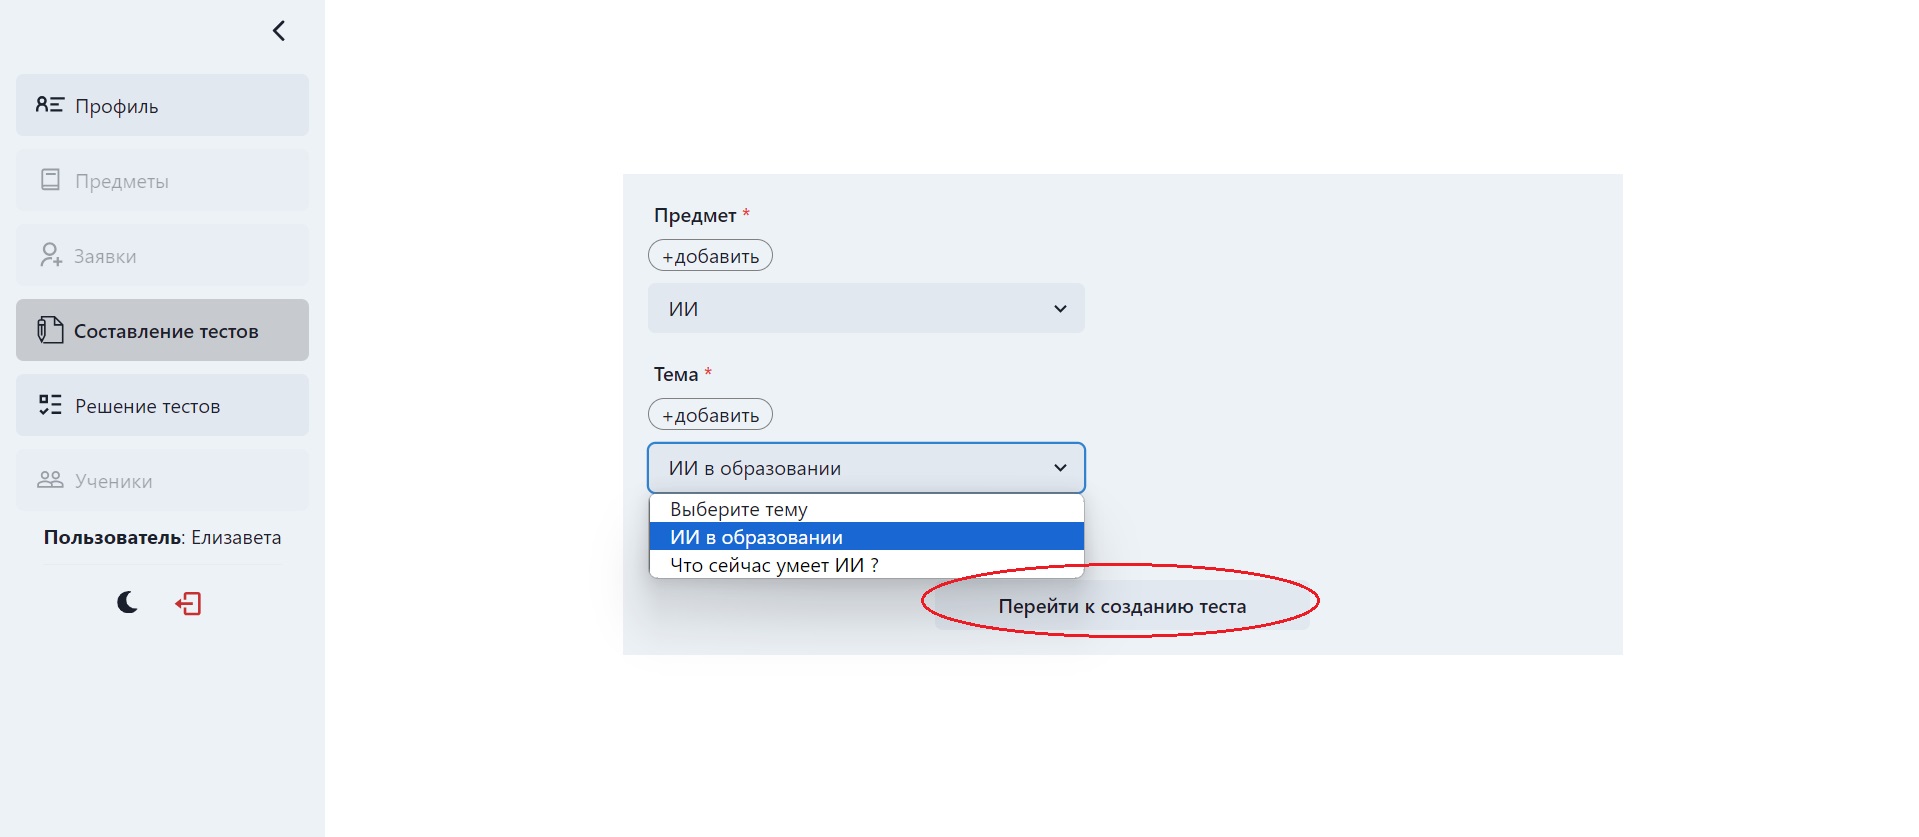 Профиль
Предметы
Заявки
Составление тестов
Решение тестов
Ученики
Пользователь: Елизавета
Предмет *
+добавить
ИИ
Тема *
+добавить
ИИ в образовании
Выберите тему
ИИ в образовании
Что сейчас умеет ИИ ?
Перейти к созданию теста